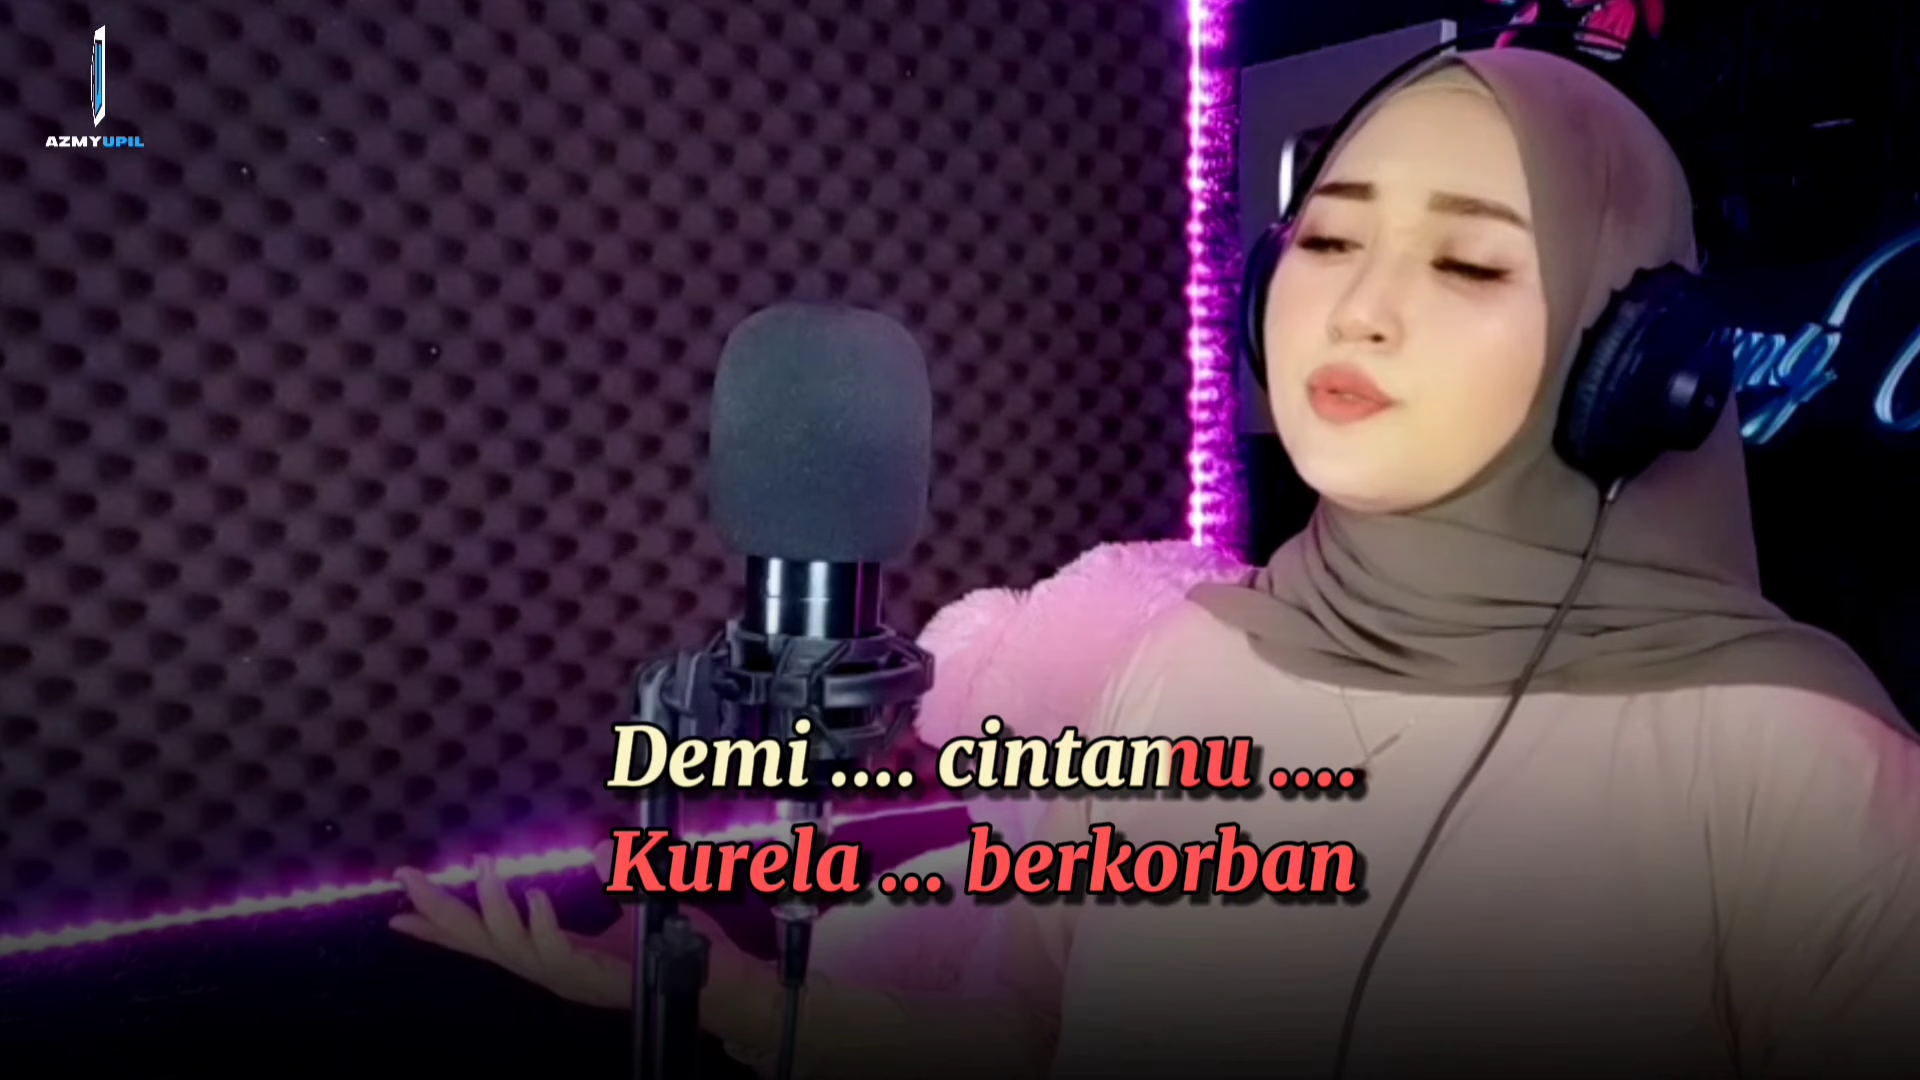 AZMYUPIL
Demi .... cintamu ....
Kurela ... berkorban